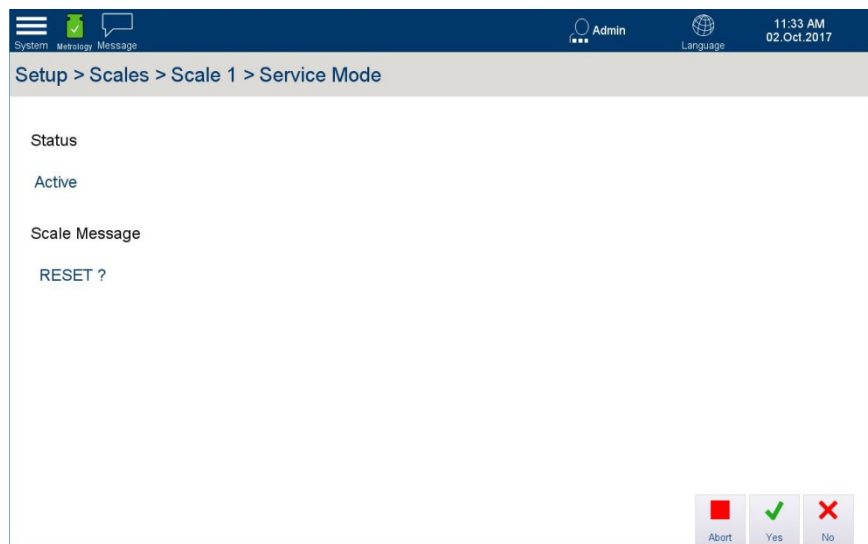 System Metrology Message Admin Language 11:33 AM
02.Oct.2017
Setup > Scales > Scale 1 > Service Mode
Status
Active
Scale Message
RESET ?
Abort Yes No